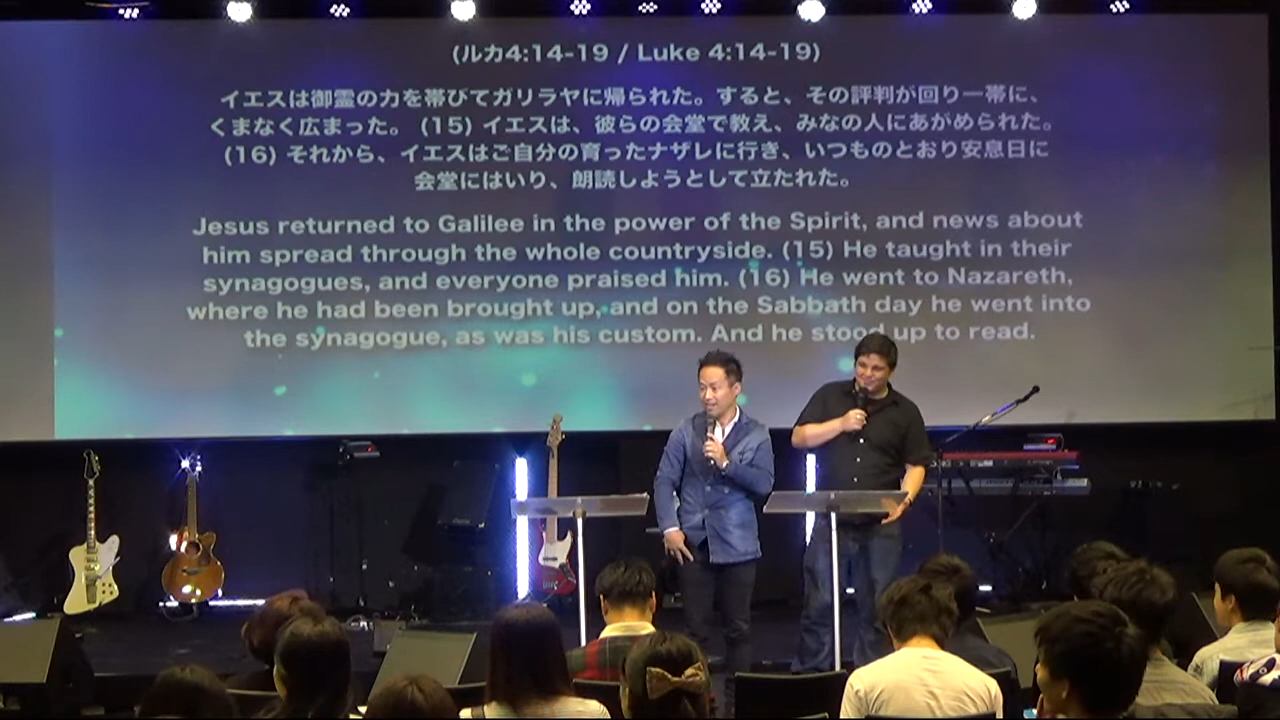 (ルカ4:14-19 / Luke 4:14-19)
イエスは御霊の力を帯びてガリラヤに帰られた。すると、その評判が回り一帯に、
くまなく広まった。 (15) イエスは、彼らの会堂で教え、みなの人にあがめられた。
(16) それから、イエスはご自分の育ったナザレに行き、いつものとおり安息日に
会堂にはいり、朗読しようとして立たれた。
Jesus returned to Galilee in the power of the Spirit, and news about
him spread through the whole countryside. (15) He taught in their
synagogues, and everyone praised him. (16) He went to Nazareth,
where he had been brought up, and on the Sabbath day he went into
the synagogue, as was his custom. And he stood up to read.